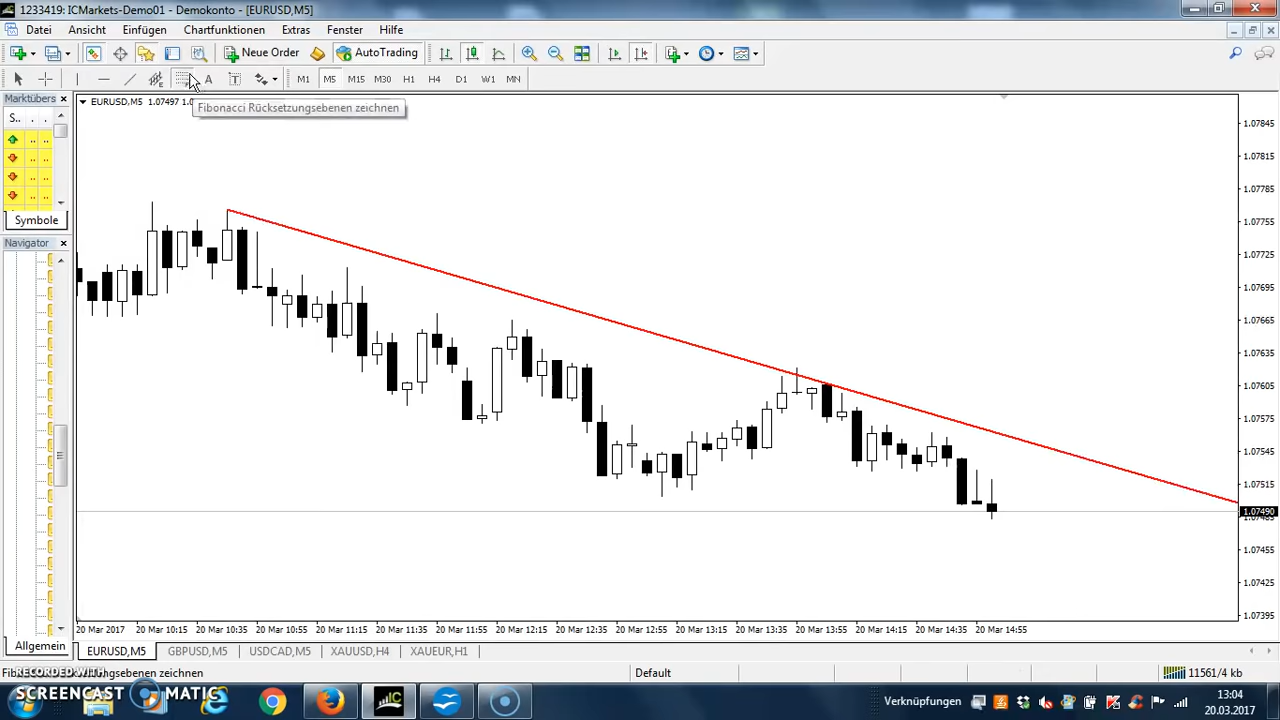 1233419: ICMarkets-Demo01 - Demokonto - [EURUSD,M5]
Datei Ansicht Einfügen Chartfunktionen Extras Fenster Hilfe
New Order AutoTrading
A T M1 M5 M15 M30 H1 H4 D1 W1 MN
Marktübers
EURUSD,M5 1.07497 1.0
Fibonacci Rücksetzungsebenen zeichnen
S.. . .
.. ..
.. ..
.. ..
.. ..
Symbole
Navigator
1.07845
1.07815
1.07785
1.07755
1.07725
1.07695
1.07665
1.07635
1.07605
1.07575
1.07545
1.07515
1.07490
1.07455
1.07425
1.07395
20 Mar 2017 20 Mar 10:15 20 Mar 10:35 20 Mar 10:55 20 Mar 11:15 20 Mar 11:35 20 Mar 11:55 20 Mar 12:15 20 Mar 12:35 20 Mar 12:55 20 Mar 13:15 20 Mar 13:35 20 Mar 13:55 20 Mar 14:15 20 Mar 14:35 20 Mar 14:55
Allgemein
EURUSD,M5 GBPUSD,M5 USDCAD,M5 XAUUSD,H4 XAUEUR,H1
RECORDED WITH
ungsebenen zeichnen Default 11561/4 kb
SCREENCAST MATIC
Verknüpfungen
13:04
20.03.2017